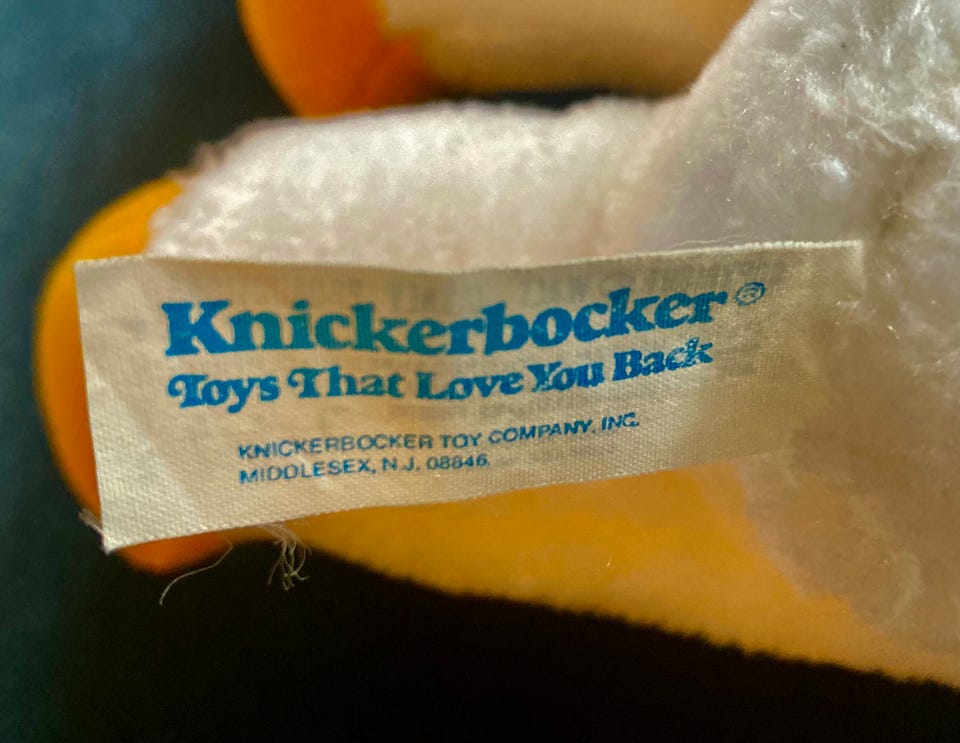 Knickerbocker®
Toys That Love You Back
KNICKERBOCKER TOY COMPANY, INC.
MIDDLESEX, N.J. 08846.